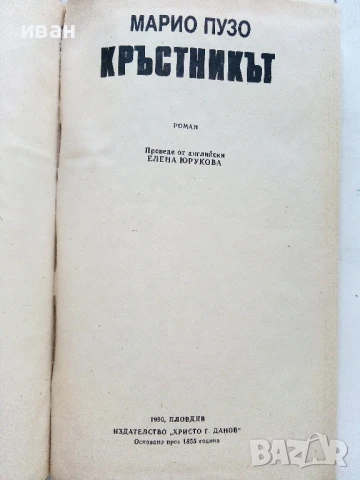 иван
МАРИО ПУЗО
КРЪСТНИКЪТ
РОМАН
Преведе от английски
ЕЛЕНА ЮРУКОВА
1990, ПЛОВДИВ
ИЗДАТЕЛСТВО „ХРИСТО Г. ДАНОВ“
Основано през 1855 година
BAZAR